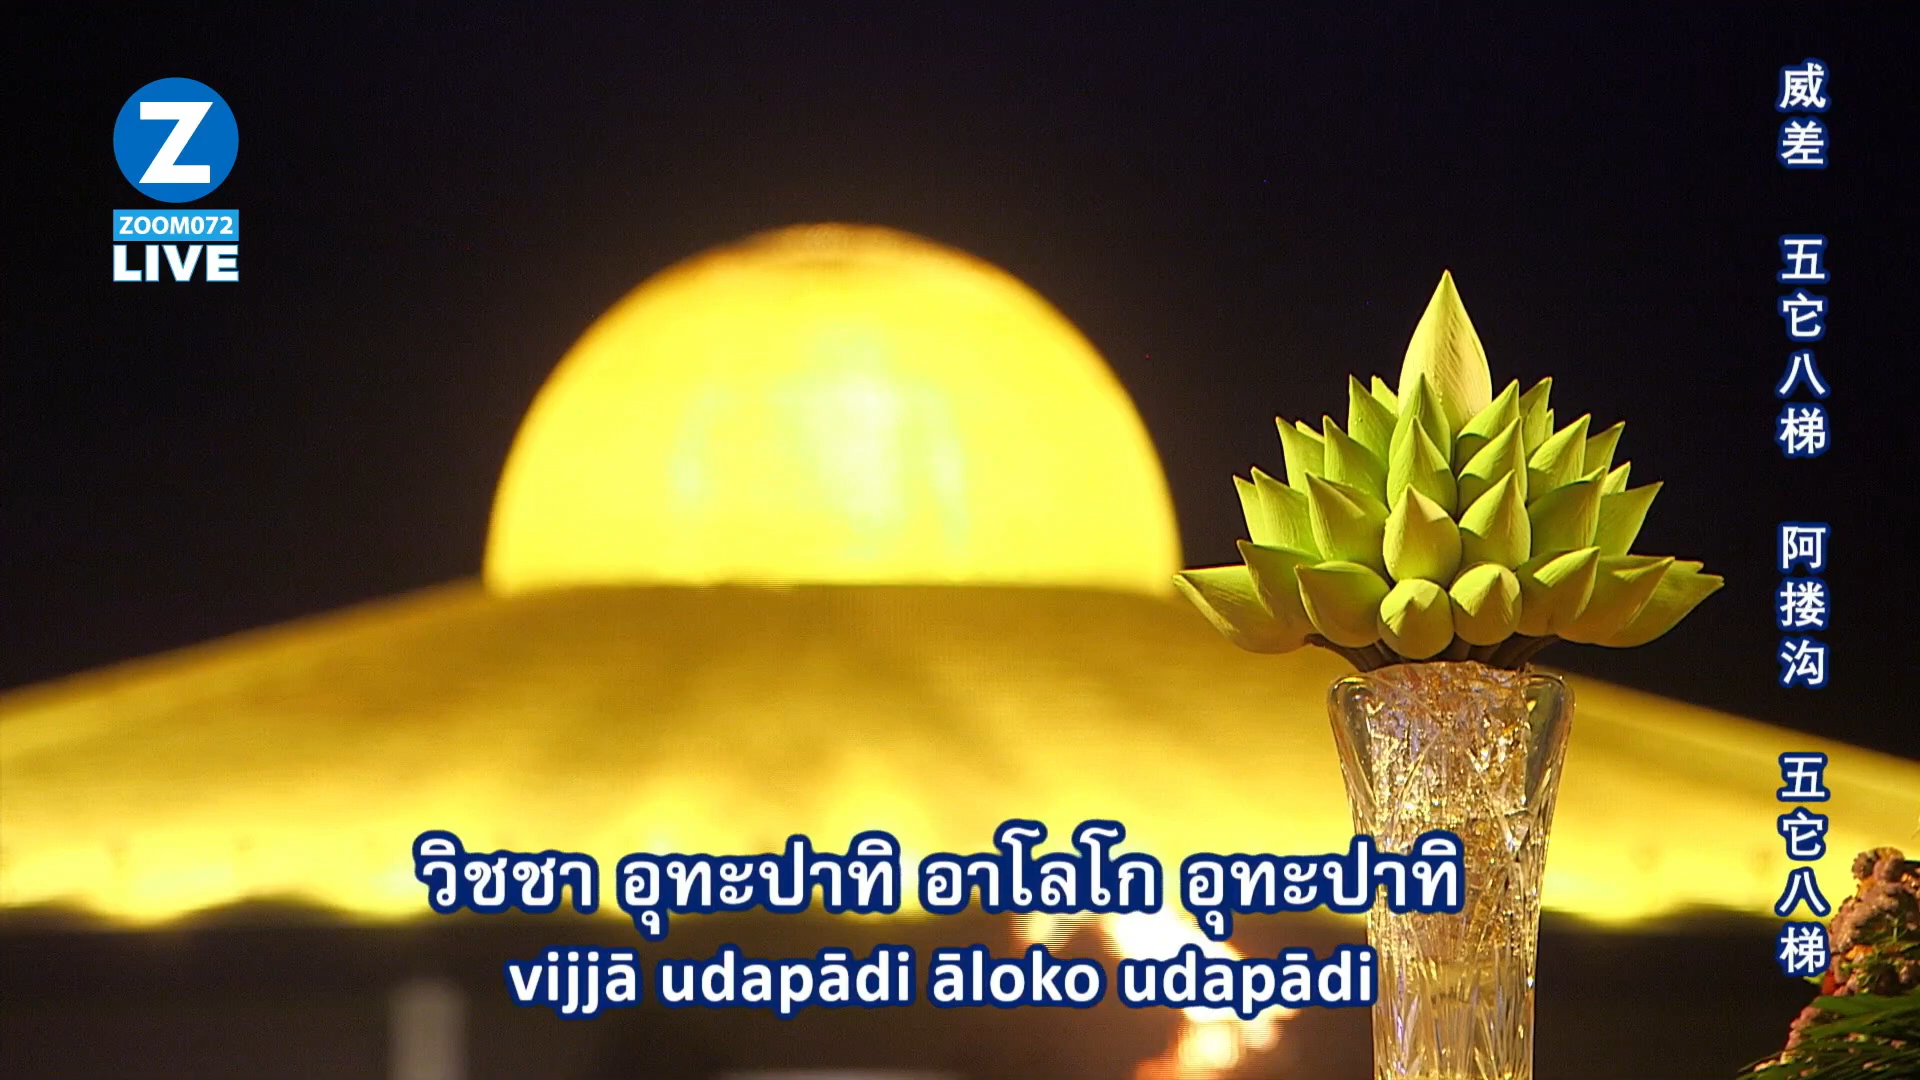 Z
ZOOM072
LIVE
威差 五它八梯 阿搂沟 五它八梯
วิชชา อุทะปาทิ อาโลโก อุทะปาทิ
vijjā udapādi āloko udapādi